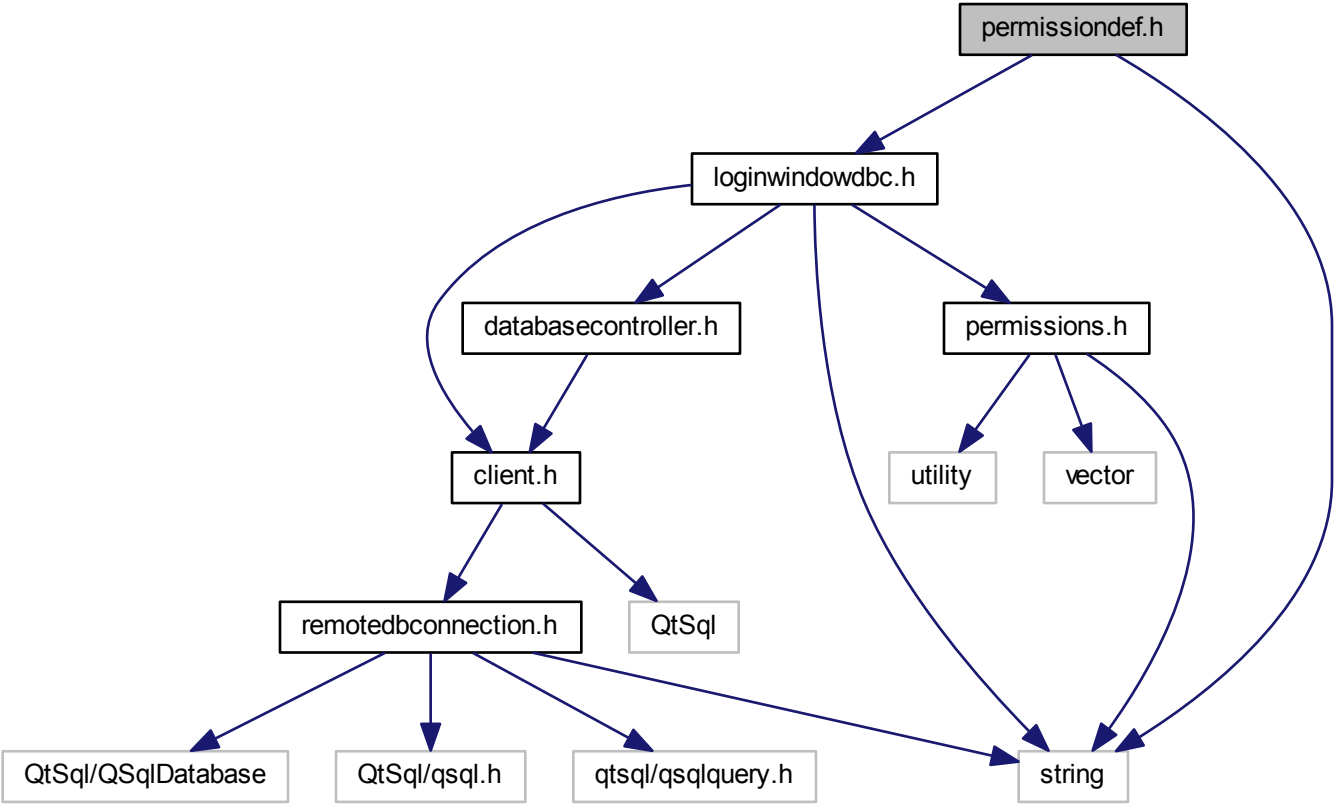 permissiondef.h
loginwindowdbc.h
databasecontroller.h
permissions.h
client.h
utility
vector
remotedbconnection.h
QtSql
QtSql/QSqlDatabase
QtSql/qsql.h
qtsql/qsqlquery.h
string